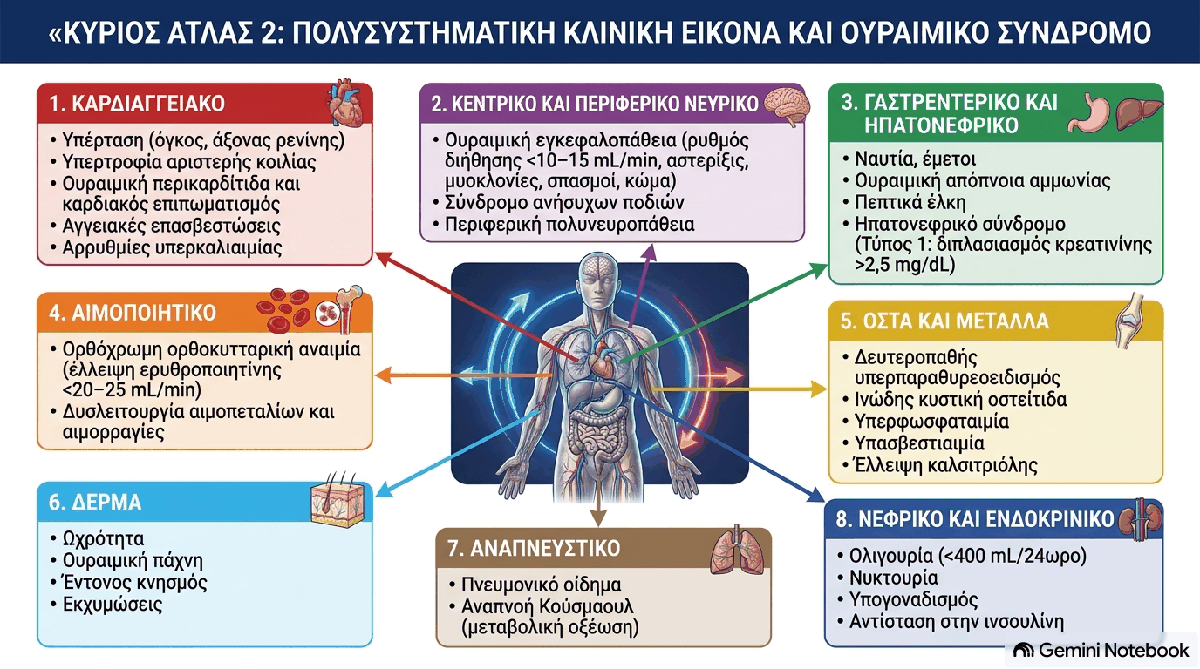 «ΚΥΡΙΟΣ ΑΤΛΑΣ 2: ΠΟΛΥΣΥΣΤΗΜΑΤΙΚΗ ΚΛΙΝΙΚΗ ΕΙΚΟΝΑ ΚΑΙ ΟΥΡΑΙΜΙΚΟ ΣΥΝΔΡΟΜΟ
1. ΚΑΡΔΙΑΓΓΕΙΑΚΟ
• Υπέρταση (όγκος, άξονας ρενίνης)
• Υπερτροφία αριστερής κοιλίας
• Ουραιμική περικαρδίτιδα και
καρδιακός επιπωματισμός
• Αγγειακές επασβεστώσεις
• Αρρυθμίες υπερκαλιαιμίας
2. ΚΕΝΤΡΙΚΟ ΚΑΙ ΠΕΡΙΦΕΡΙΚΟ ΝΕΥΡΙΚΟ
• Ουραιμική εγκεφαλοπάθεια (ρυθμός
διήθησης <10–15 mL/min, αστερίξις,
μυοκλονίες, σπασμοί, κώμα)
• Σύνδρομο ανήσυχων ποδιών
• Περιφερική πολυνευροπάθεια
3. ΓΑΣΤΡΕΝΤΕΡΙΚΟ ΚΑΙ
ΗΠΑΤΟΝΕΦΡΙΚΟ
• Ναυτία, έμετοι
• Ουραιμική απόπνοια αμμωνίας
• Πεπτικά έλκη
• Ηπατονεφρικό σύνδρομο
(Τύπος 1: διπλασιασμός κρεατινίνης
>2,5 mg/dL)
4. ΑΙΜΟΠΟΙΗΤΙΚΟ
• Ορθόχρωμη ορθοκυτταρική αναιμία
(έλλειψη ερυθροποιητίνης
<20–25 mL/min)
• Δυσλειτουργία αιμοπεταλίων και
αιμορραγίες
5. ΟΣΤΑ ΚΑΙ ΜΕΤΑΛΛΑ
• Δευτεροπαθής
υπερπαραθυρεοειδισμός
• Ινώδης κυστική οστείτιδα
• Υπερφωσφαταιμία
• Υπασβεστιαιμία
• Έλλειψη καλσιτριόλης
6. ΔΕΡΜΑ
• Ωχρότητα
• Ουραιμική πάχνη
• Έντονος κνησμός
• Εκχυμώσεις
7. ΑΝΑΠΝΕΥΣΤΙΚΟ
• Πνευμονικό οίδημα
• Αναπνοή Κούσμαουλ
(μεταβολική οξέωση)
8. ΝΕΦΡΙΚΟ ΚΑΙ ΕΝΔΟΚΡΙΝΙΚΟ
• Ολιγουρία (<400 mL/24ωρο)
• Νυκτουρία
• Υπογοναδισμός
• Αντίσταση στην ινσουλίνη
Gemini Notebook